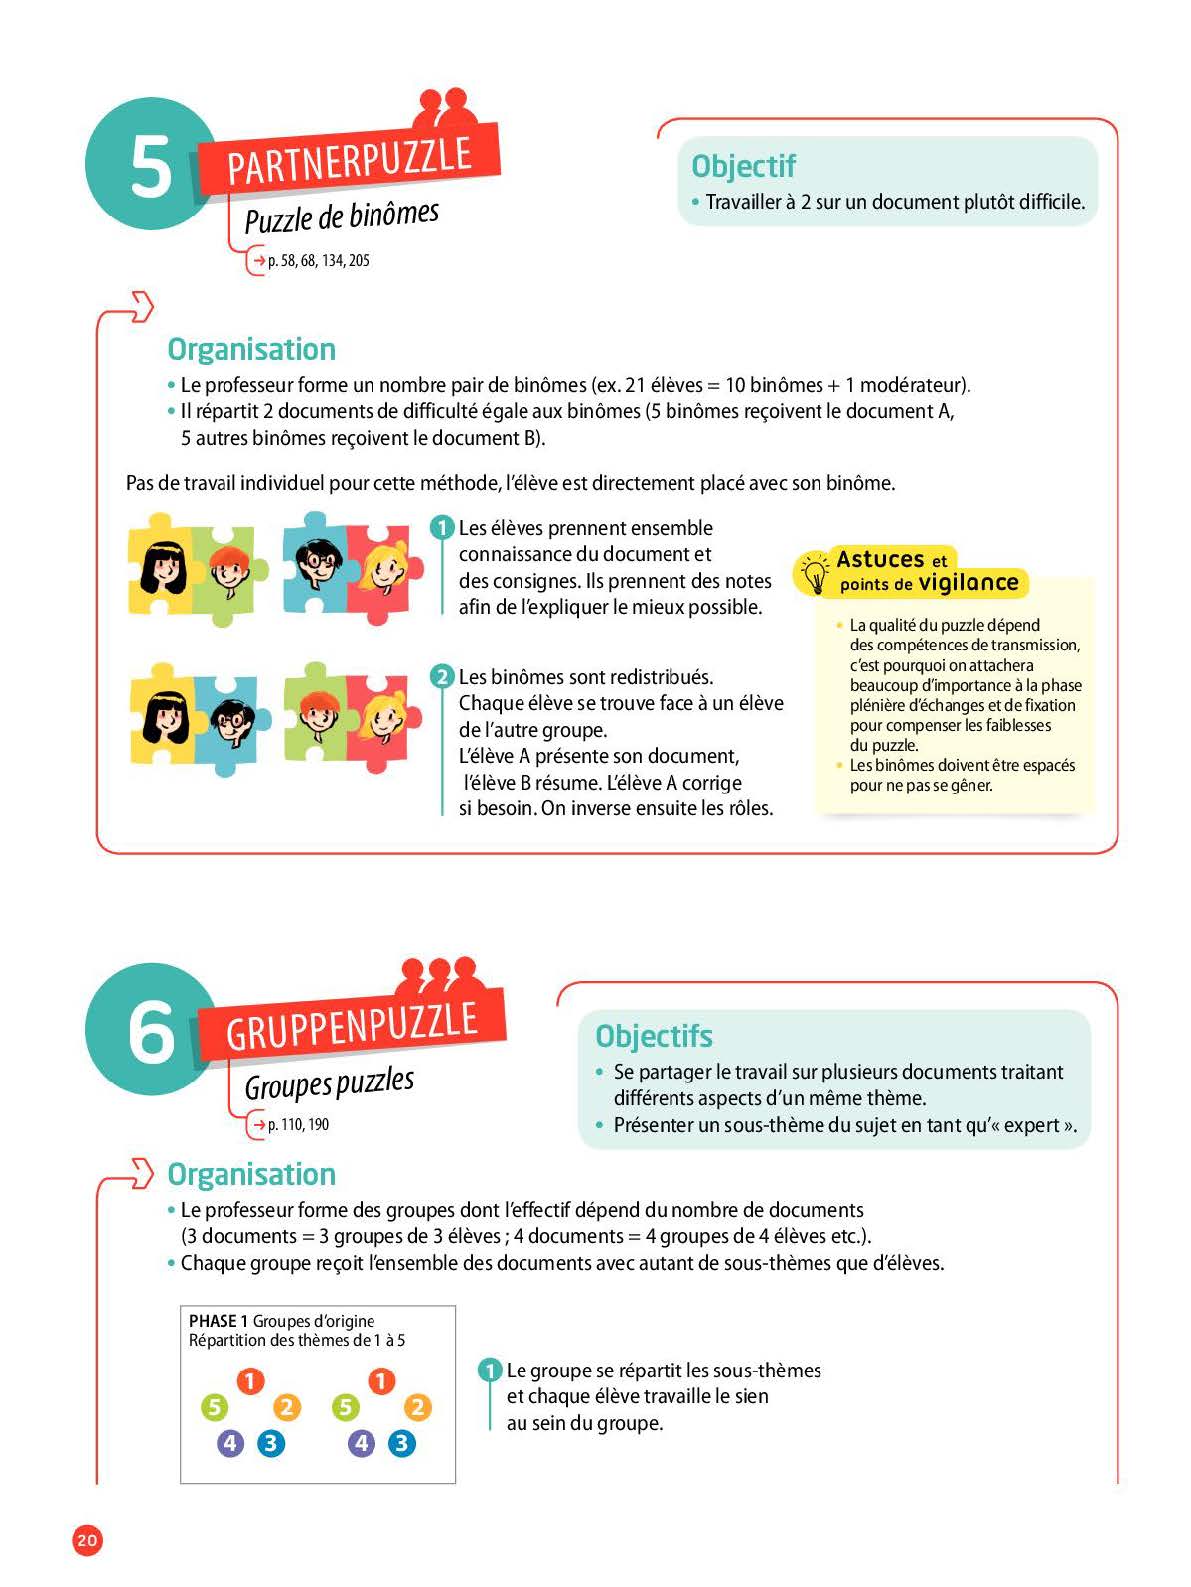 5
PARTNERPUZZLE
Puzzle de binômes
→ p. 58, 68, 134, 205
Objectif
• Travailler à 2 sur un document plutôt difficile.
Organisation
• Le professeur forme un nombre pair de binômes (ex. 21 élèves = 10 binômes + 1 modérateur).
• Il répartit 2 documents de difficulté égale aux binômes (5 binômes reçoivent le document A,
5 autres binômes reçoivent le document B).
Pas de travail individuel pour cette méthode, l’élève est directement placé avec son binôme.
1 Les élèves prennent ensemble
connaissance du document et
des consignes. Ils prennent des notes
afin de l’expliquer le mieux possible.
2 Les binômes sont redistribués.
Chaque élève se trouve face à un élève
de l’autre groupe.
L’élève A présente son document,
l’élève B résume. L’élève A corrige
si besoin. On inverse ensuite les rôles.
Astuces et
points de vigilance
• La qualité du puzzle dépend
des compétences de transmission,
c’est pourquoi on attachera
beaucoup d’importance à la phase
plénière d’échanges et de fixation
pour compenser les faiblesses
du puzzle.
• Les binômes doivent être espacés
pour ne pas se gêner.
6
GRUPPENPUZZLE
Groupes puzzles
→ p. 110, 190
Objectifs
• Se partager le travail sur plusieurs documents traitant
différents aspects d’un même thème.
• Présenter un sous-thème du sujet en tant qu’« expert ».
Organisation
• Le professeur forme des groupes dont l’effectif dépend du nombre de documents
(3 documents = 3 groupes de 3 élèves ; 4 documents = 4 groupes de 4 élèves etc.).
• Chaque groupe reçoit l’ensemble des documents avec autant de sous-thèmes que d’élèves.
PHASE 1 Groupes d’origine
Répartition des thèmes de 1 à 5
1 1
5 2 5 2
4 3 4 3
1 Le groupe se répartit les sous-thèmes
et chaque élève travaille le sien
au sein du groupe.
20